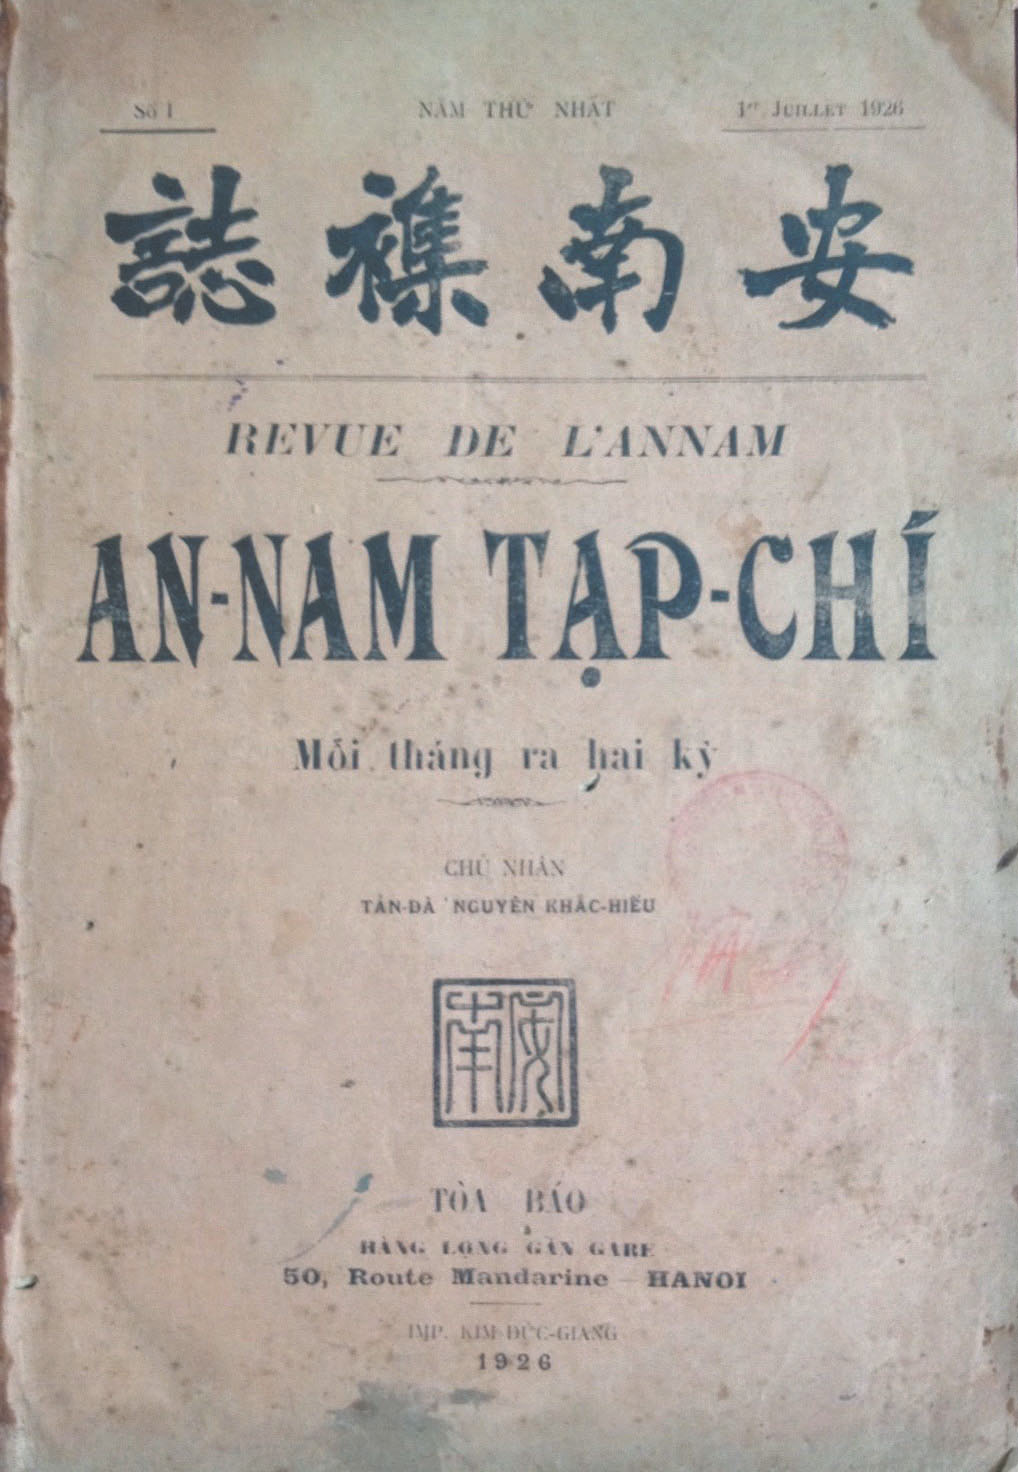 Số 1 NĂM THỨ NHẤT 1er JUILLET 1926
安南襍誌
REVUE DE L'ANNAM
AN-NAM TẠP-CHÍ
Mỗi tháng ra hai kỳ
CHỦ NHÂN
TẢN-ĐÀ NGUYỄN KHẮC-HIẾU
安南
TÒA BÁO
HÀNG LỌNG GẦN GARE
50, Route Mandarine — HANOI
IMP. KIM-ĐỨC-GIANG
1926